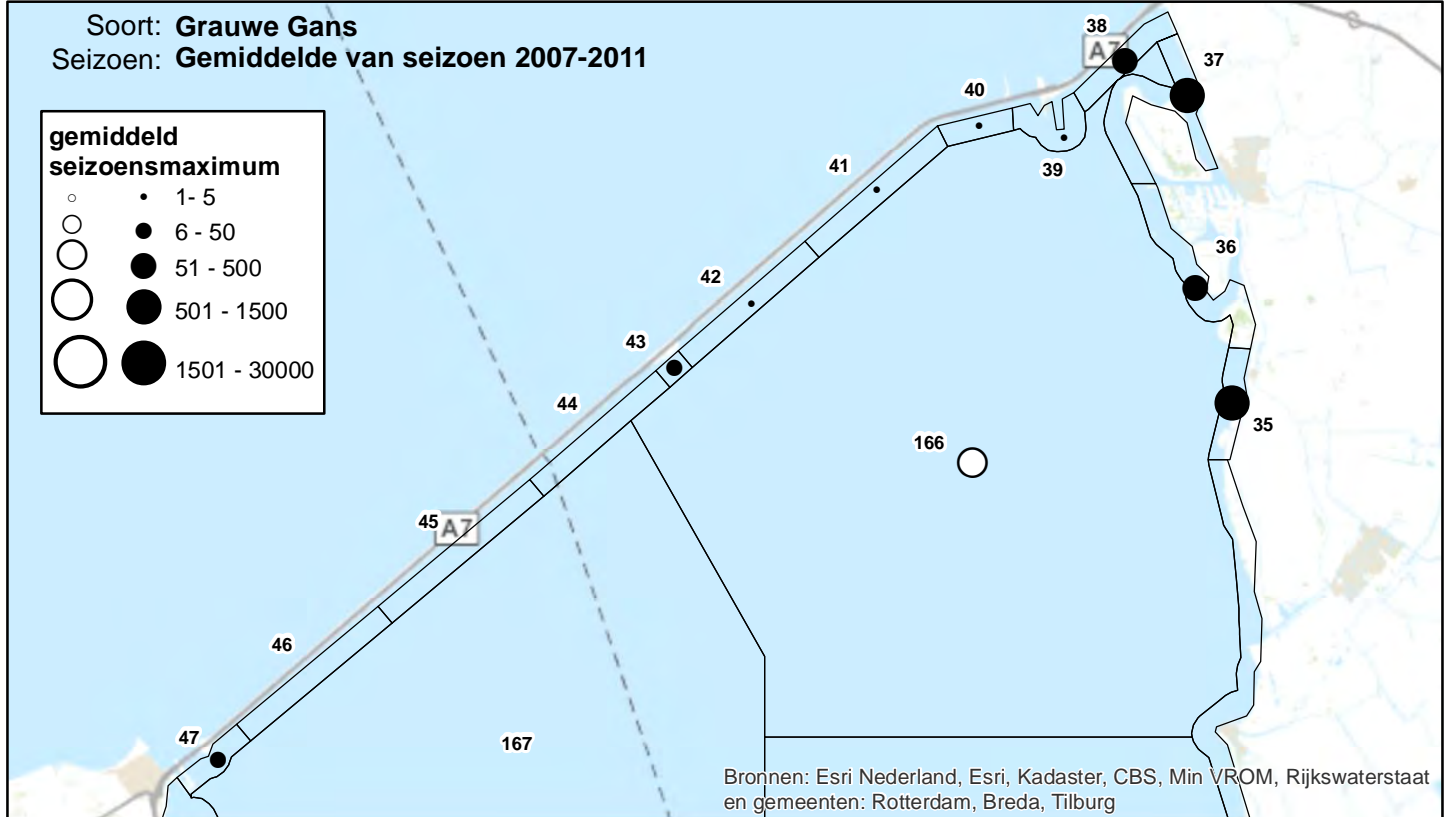 Soort: Grauwe Gans
Seizoen: Gemiddelde van seizoen 2007-2011
gemiddeld
seizoensmaximum
1- 5
6 - 50
51 - 500
501 - 1500
1501 - 30000
38
A7
37
40
39
41
36
42
43
35
44
166
45
A7
46
47
167
Bronnen: Esri Nederland, Esri, Kadaster, CBS, Min VROM, Rijkswaterstaat
en gemeenten: Rotterdam, Breda, Tilburg